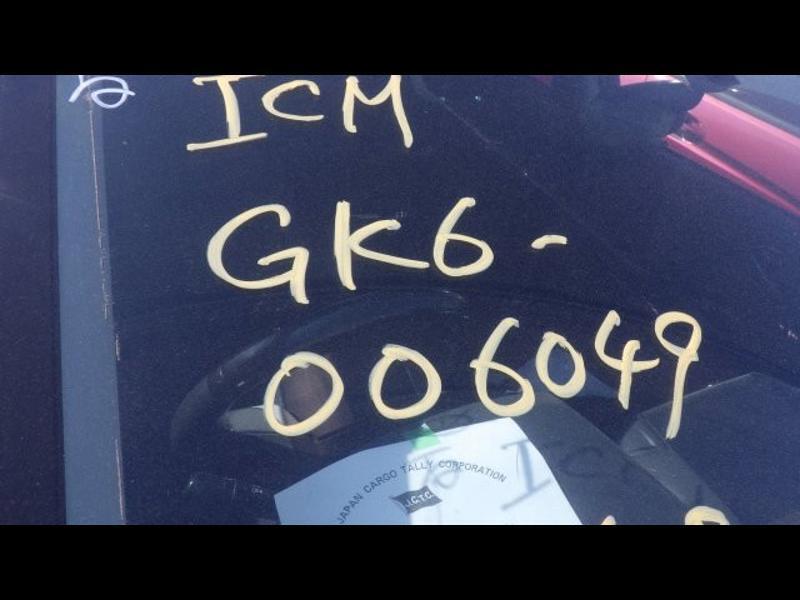 ICM
GK6-
006049
JAPAN CARGO TALLY CORPORATION
J.C.T.C